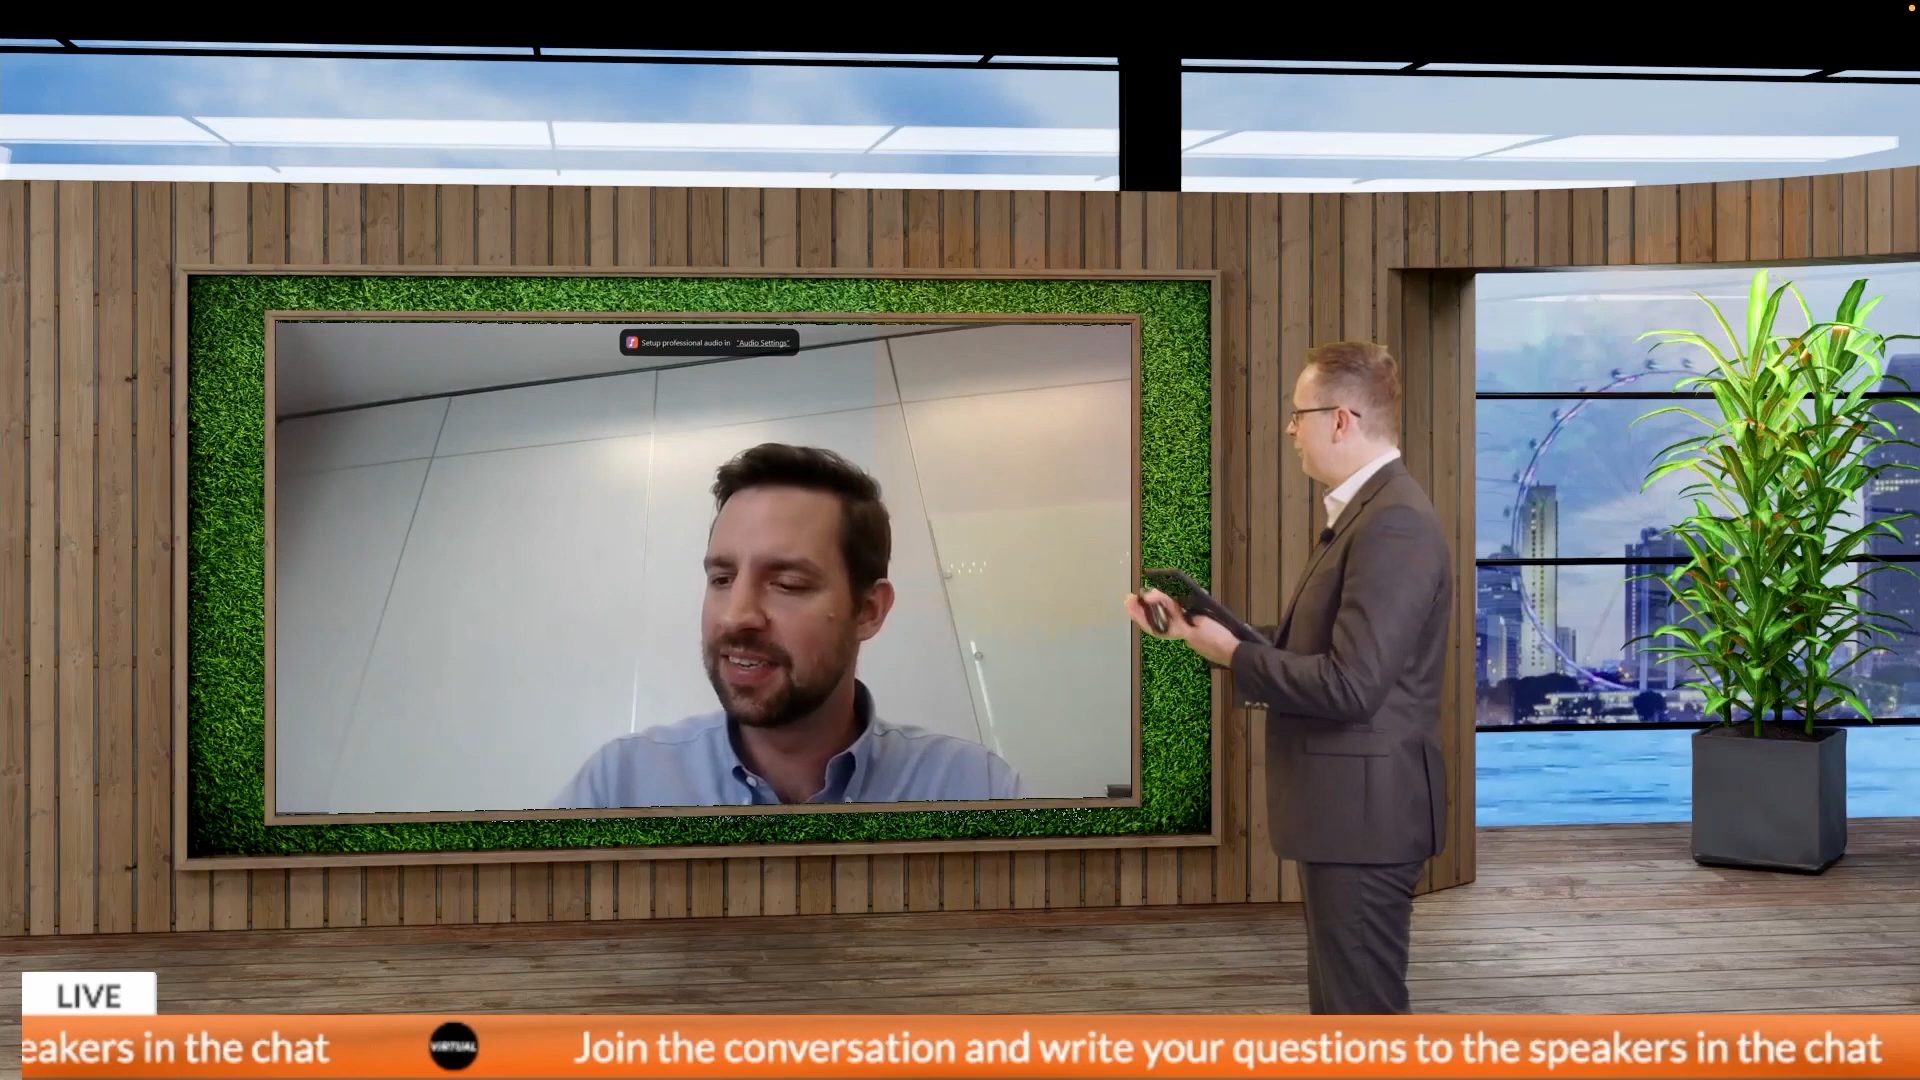 Setup professional audio in "Audio Settings"
LIVE
eakers in the chat VIRTUAL Join the conversation and write your questions to the speakers in the chat